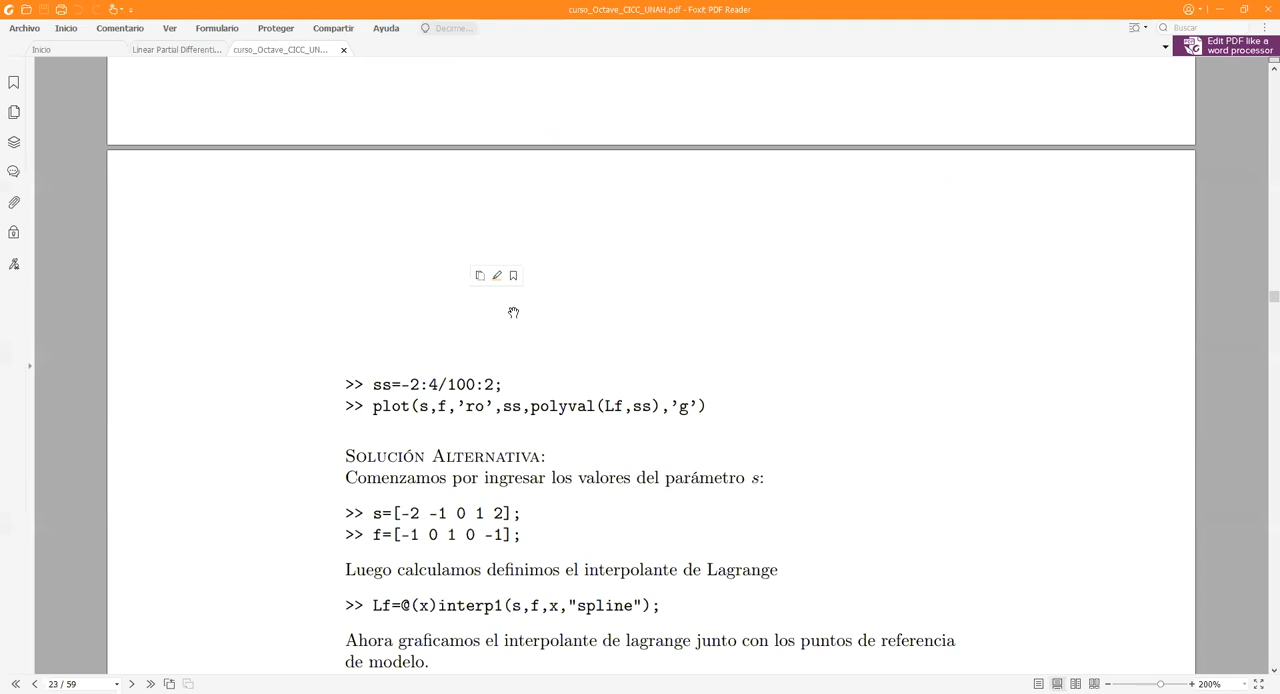 curso_Octave_CICC_UNAH.pdf - Foxit PDF Reader
Archivo Inicio Comentario Ver Formulario Proteger Compartir Ayuda Decirme... Buscar
Inicio Linear Partial Differenti... curso_Octave_CICC_UN...
Edit PDF like a
word processor
>> ss=-2:4/100:2;
>> plot(s,f,’ro’,ss,polyval(Lf,ss),’g’)
Solución Alternativa:
Comenzamos por ingresar los valores del parámetro s:
>> s=[-2 -1 0 1 2];
>> f=[-1 0 1 0 -1];
Luego calculamos definimos el interpolante de Lagrange
>> Lf=@(x)interp1(s,f,x,"spline");
Ahora graficamos el interpolante de lagrange junto con los puntos de referencia
de modelo.
23 / 59
200%